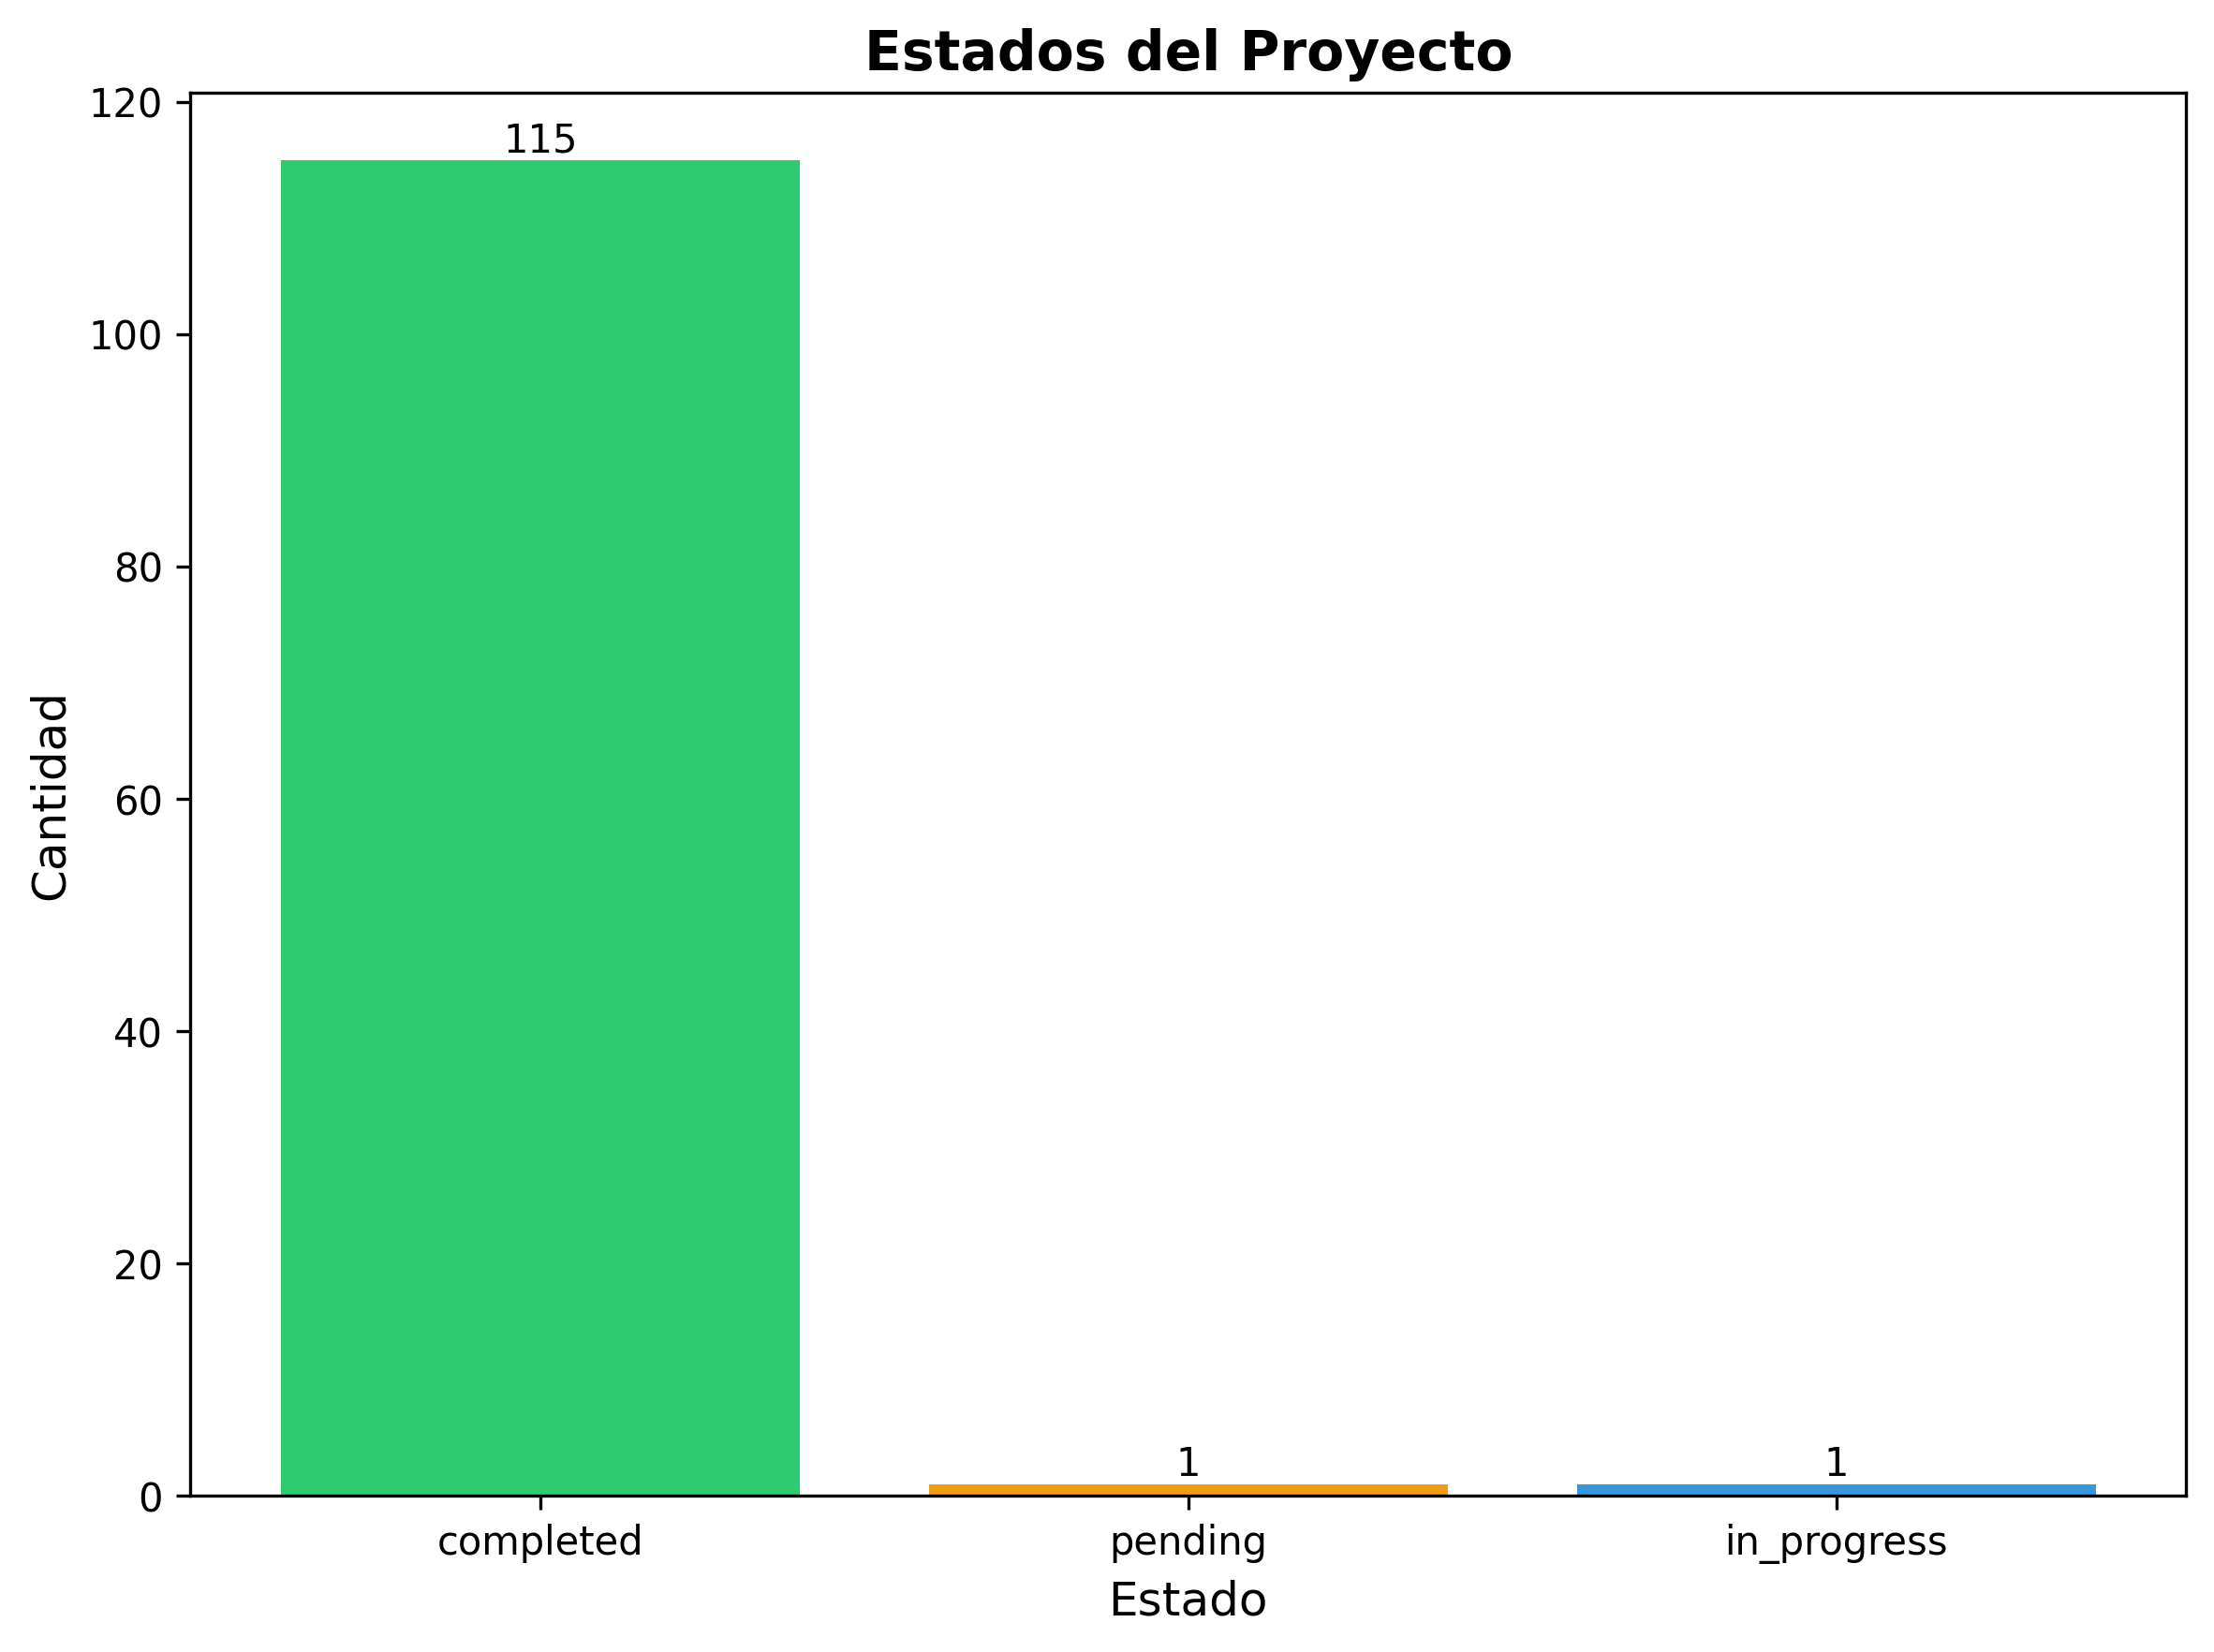 Estados del Proyecto
120
115
100
80
60
40
20
0
1
1
Cantidad
completed
pending
in_progress
Estado